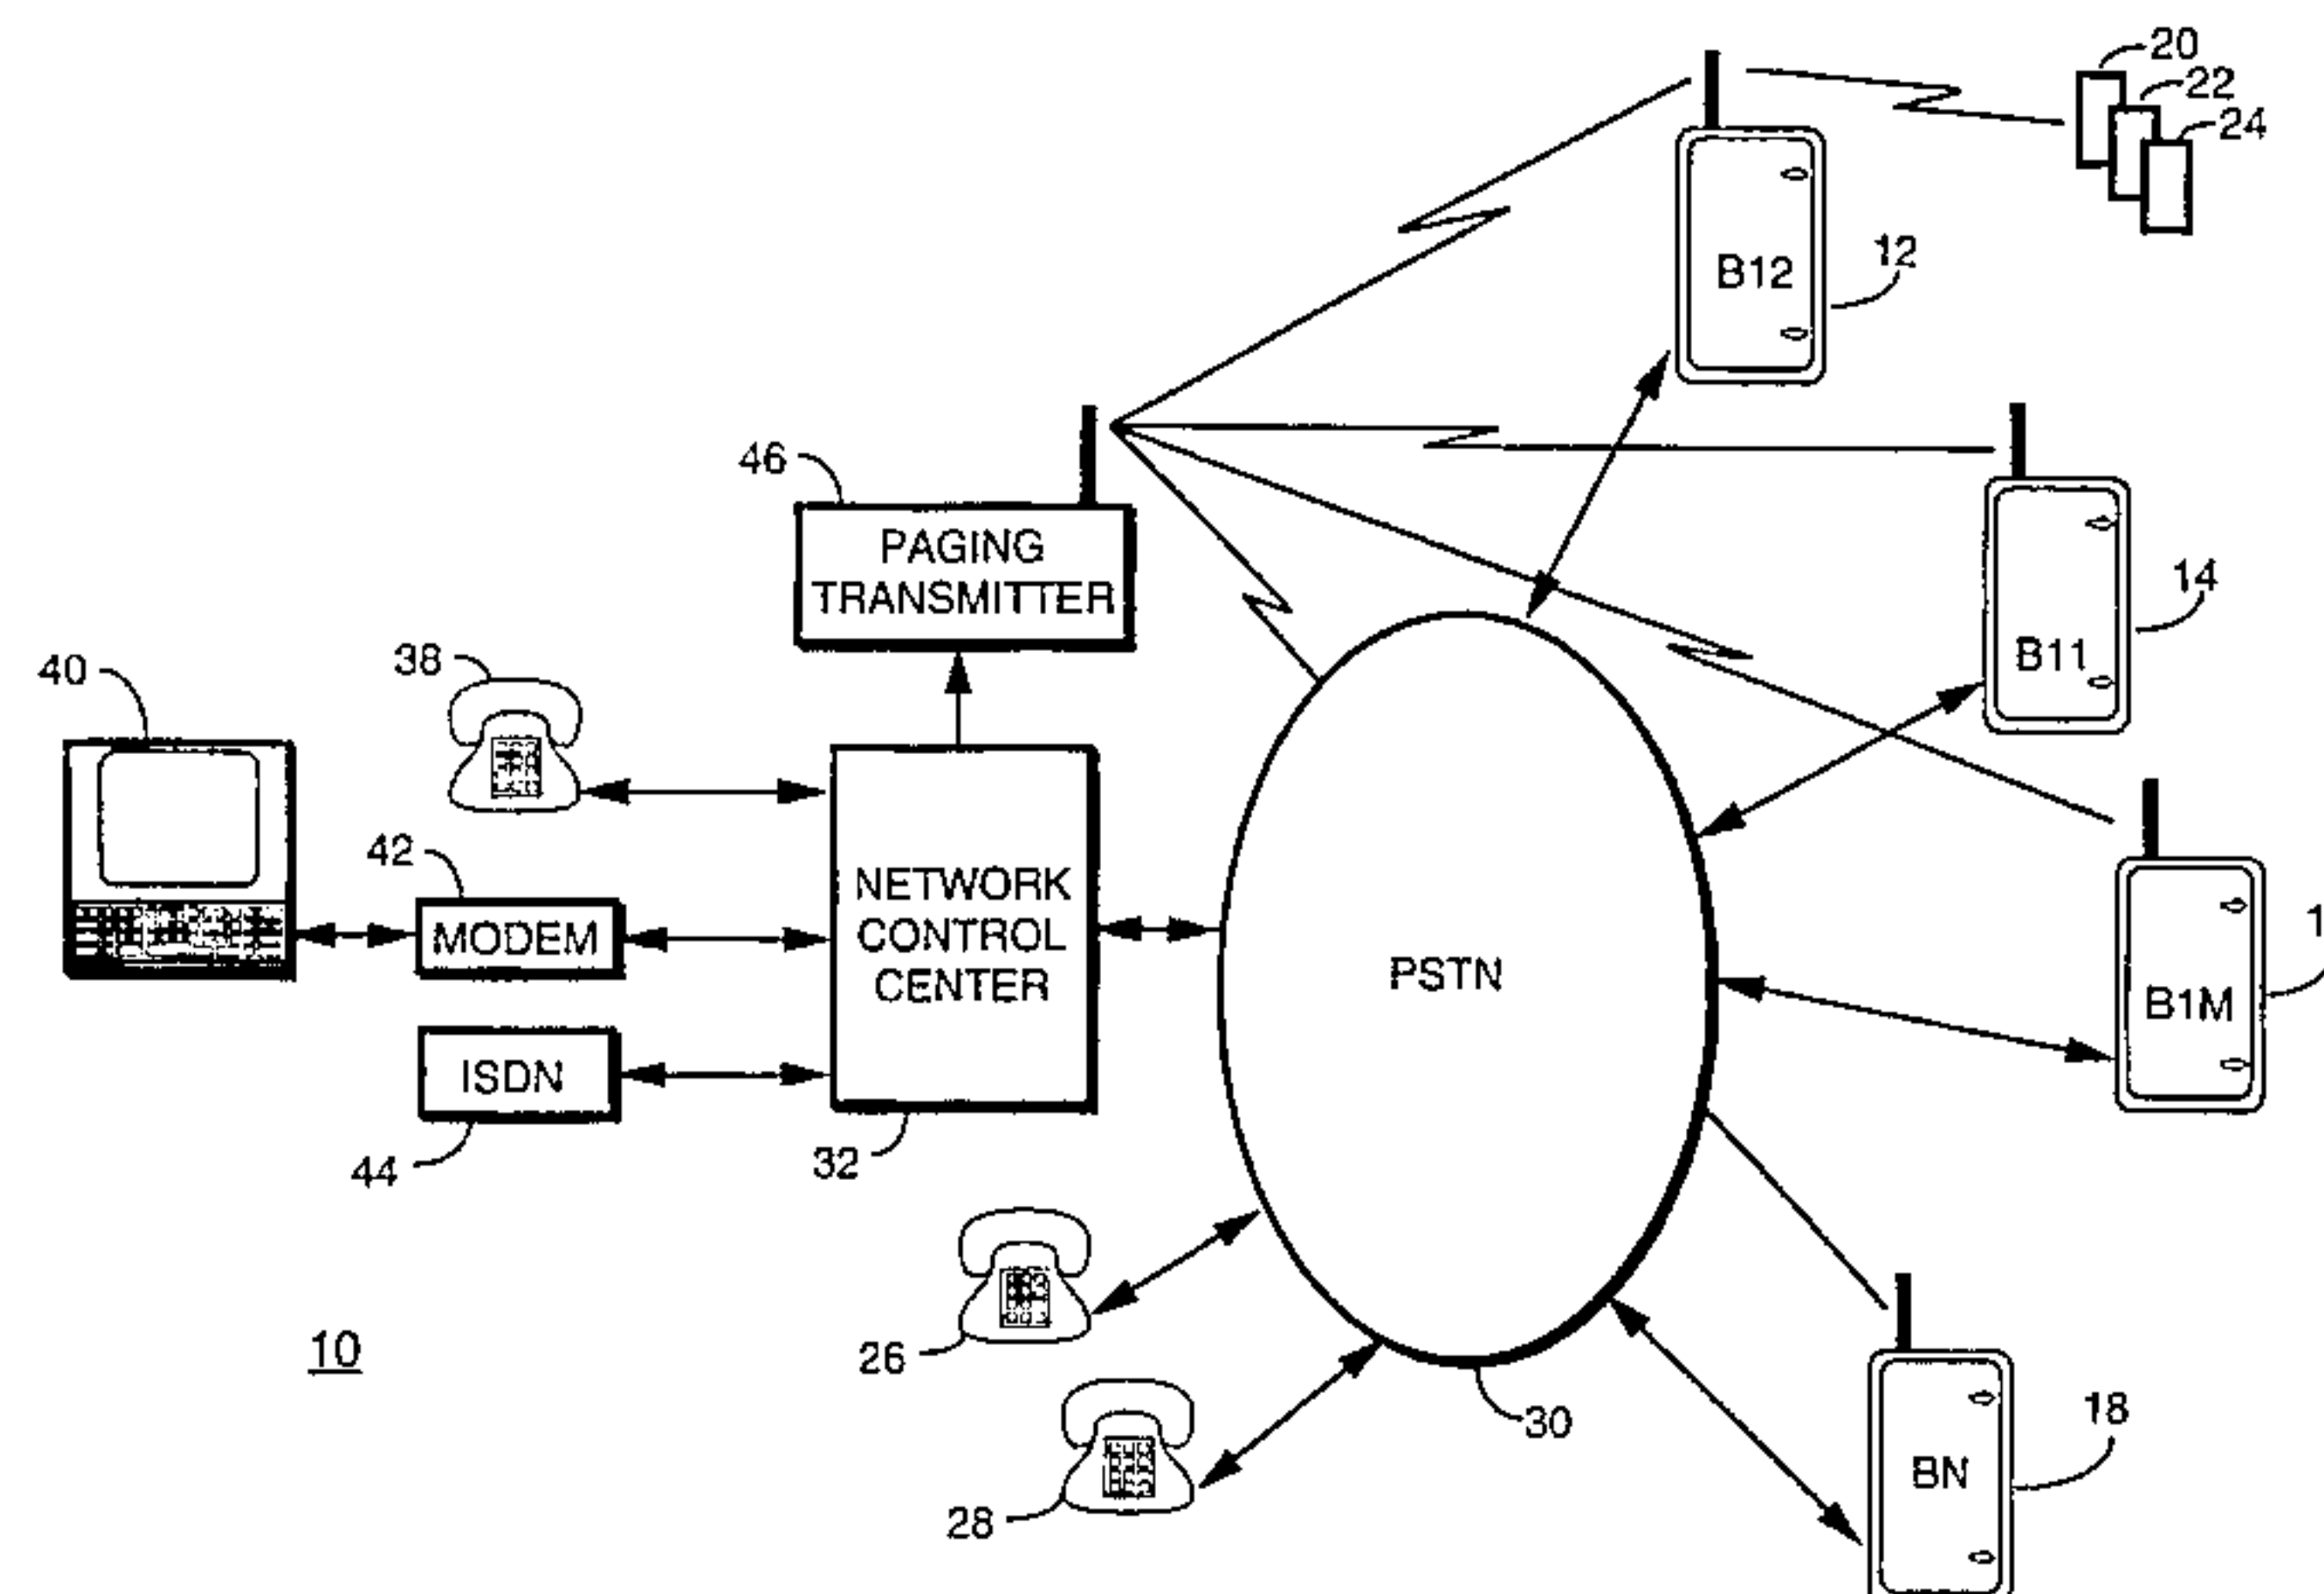 20
22
24
B12
12
46
PAGING
TRANSMITTER
14
B11
38
40
42
MODEM
NETWORK
CONTROL
CENTER
PSTN
B1M
ISDN
44
32
26
10
28
30
18
BN